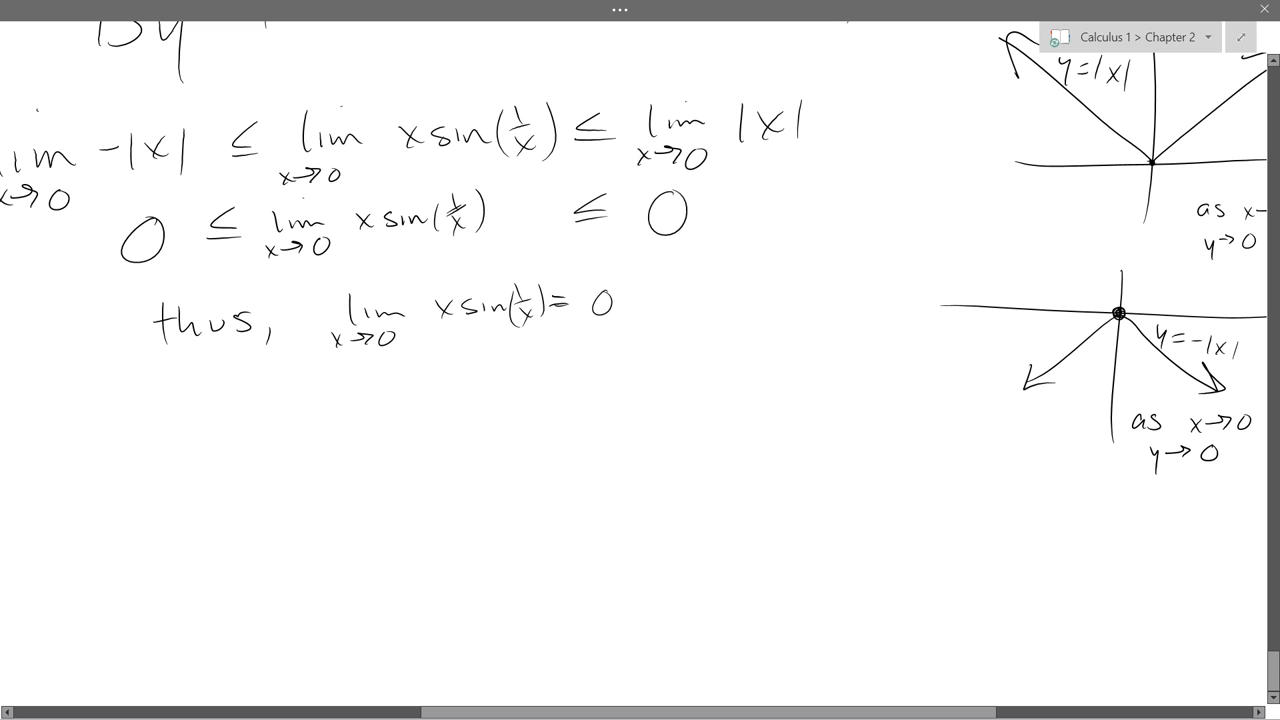 By
Calculus 1 > Chapter 2
y=|x|
lim x→0 -|x| ≤ lim x→0 x sin(1/x) ≤ lim x→0 |x|
0 ≤ lim x→0 x sin(1/x) ≤ 0
as x→
y→0
thus, lim x→0 x sin(1/x) = 0
y=-|x|
as x→0
y→0